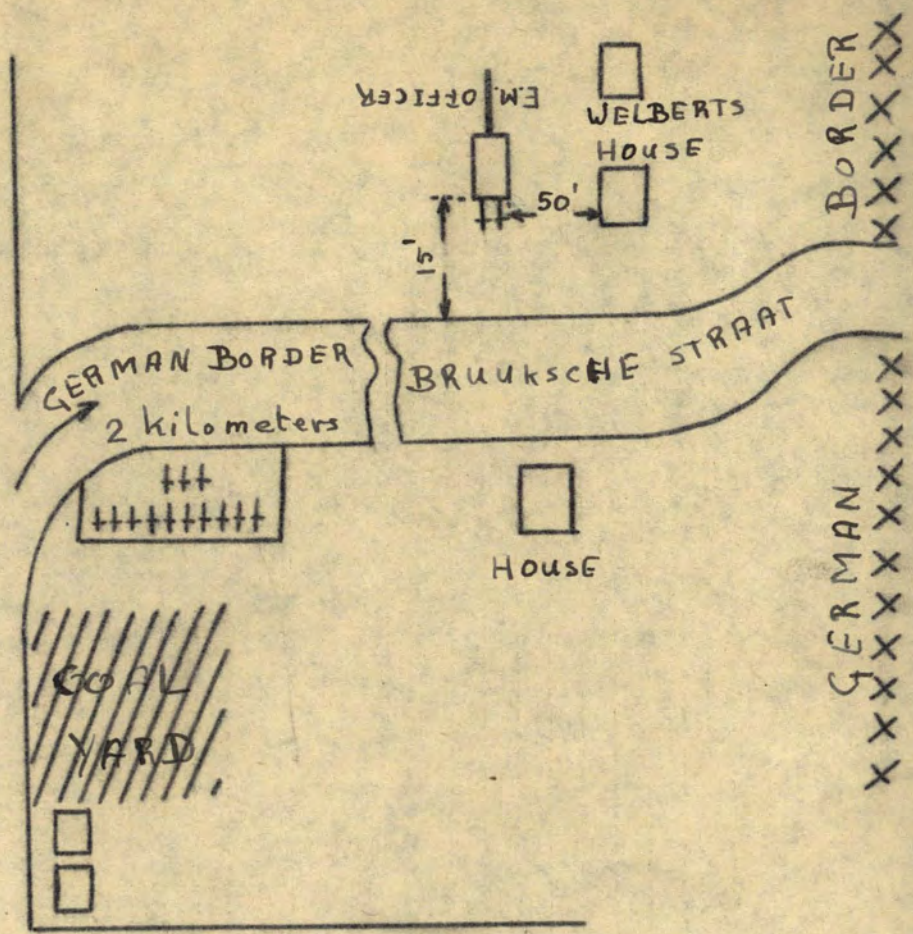 E.M. OFFICER
WELBERTS
HOUSE
50'
15'
BORDER
GERMAN BORDER
2 kilometers
BRUUKSCHE STRAAT
HOUSE
GERMAN
COAL
YARD